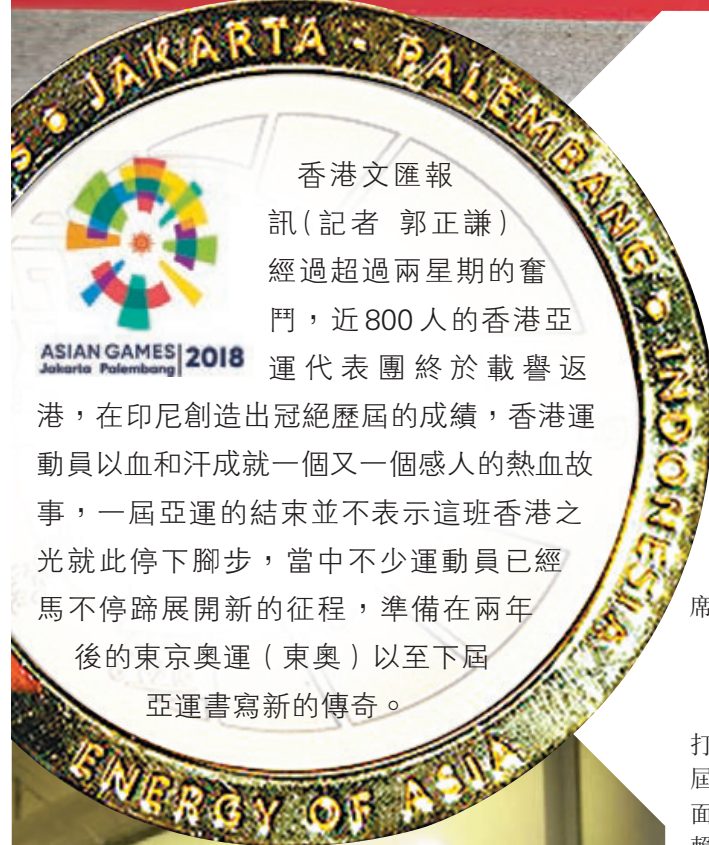 JAKARTA · PALEMBANG · INDONESIA
香港文匯報
訊(記者 郭正謙)
經過超過兩星期的奮
鬥,近800人的香港亞
運代表團終於載譽返
港,在印尼創造出冠絕歷屆的成績,香港運
動員以血和汗成就一個又一個感人的熱血故
事,一屆亞運的結束並不表示這班香港之
光就此停下腳步,當中不少運動員已經
馬不停蹄展開新的征程,準備在兩年
後的東京奧運(東奧)以至下屆
亞運書寫新的傳奇。
ASIAN GAMES 2018
Jakarta Palembang
ENERGY OF ASIA
席
打
屆
面